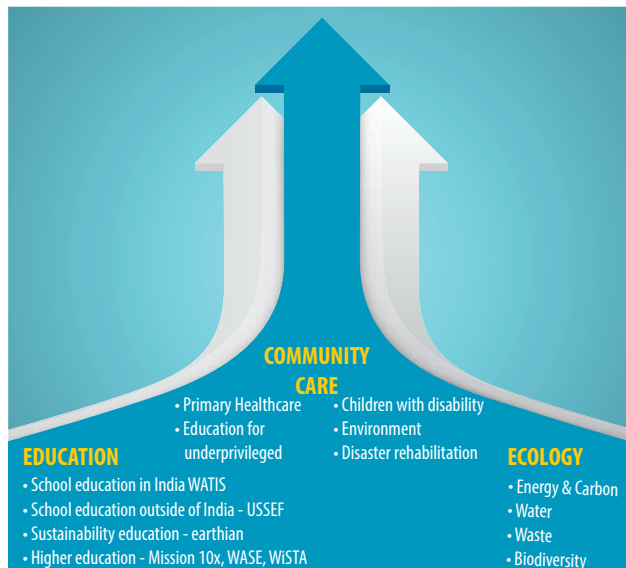 COMMUNITY
CARE
• Primary Healthcare
• Education for
underprivileged
• Children with disability
• Environment
• Disaster rehabilitation
EDUCATION
• School education in India WATIS
• School education outside of India - USSEF
• Sustainability education - earthian
• Higher education - Mission 10x, WASE, WiSTA
ECOLOGY
• Energy & Carbon
• Water
• Waste
• Biodiversity